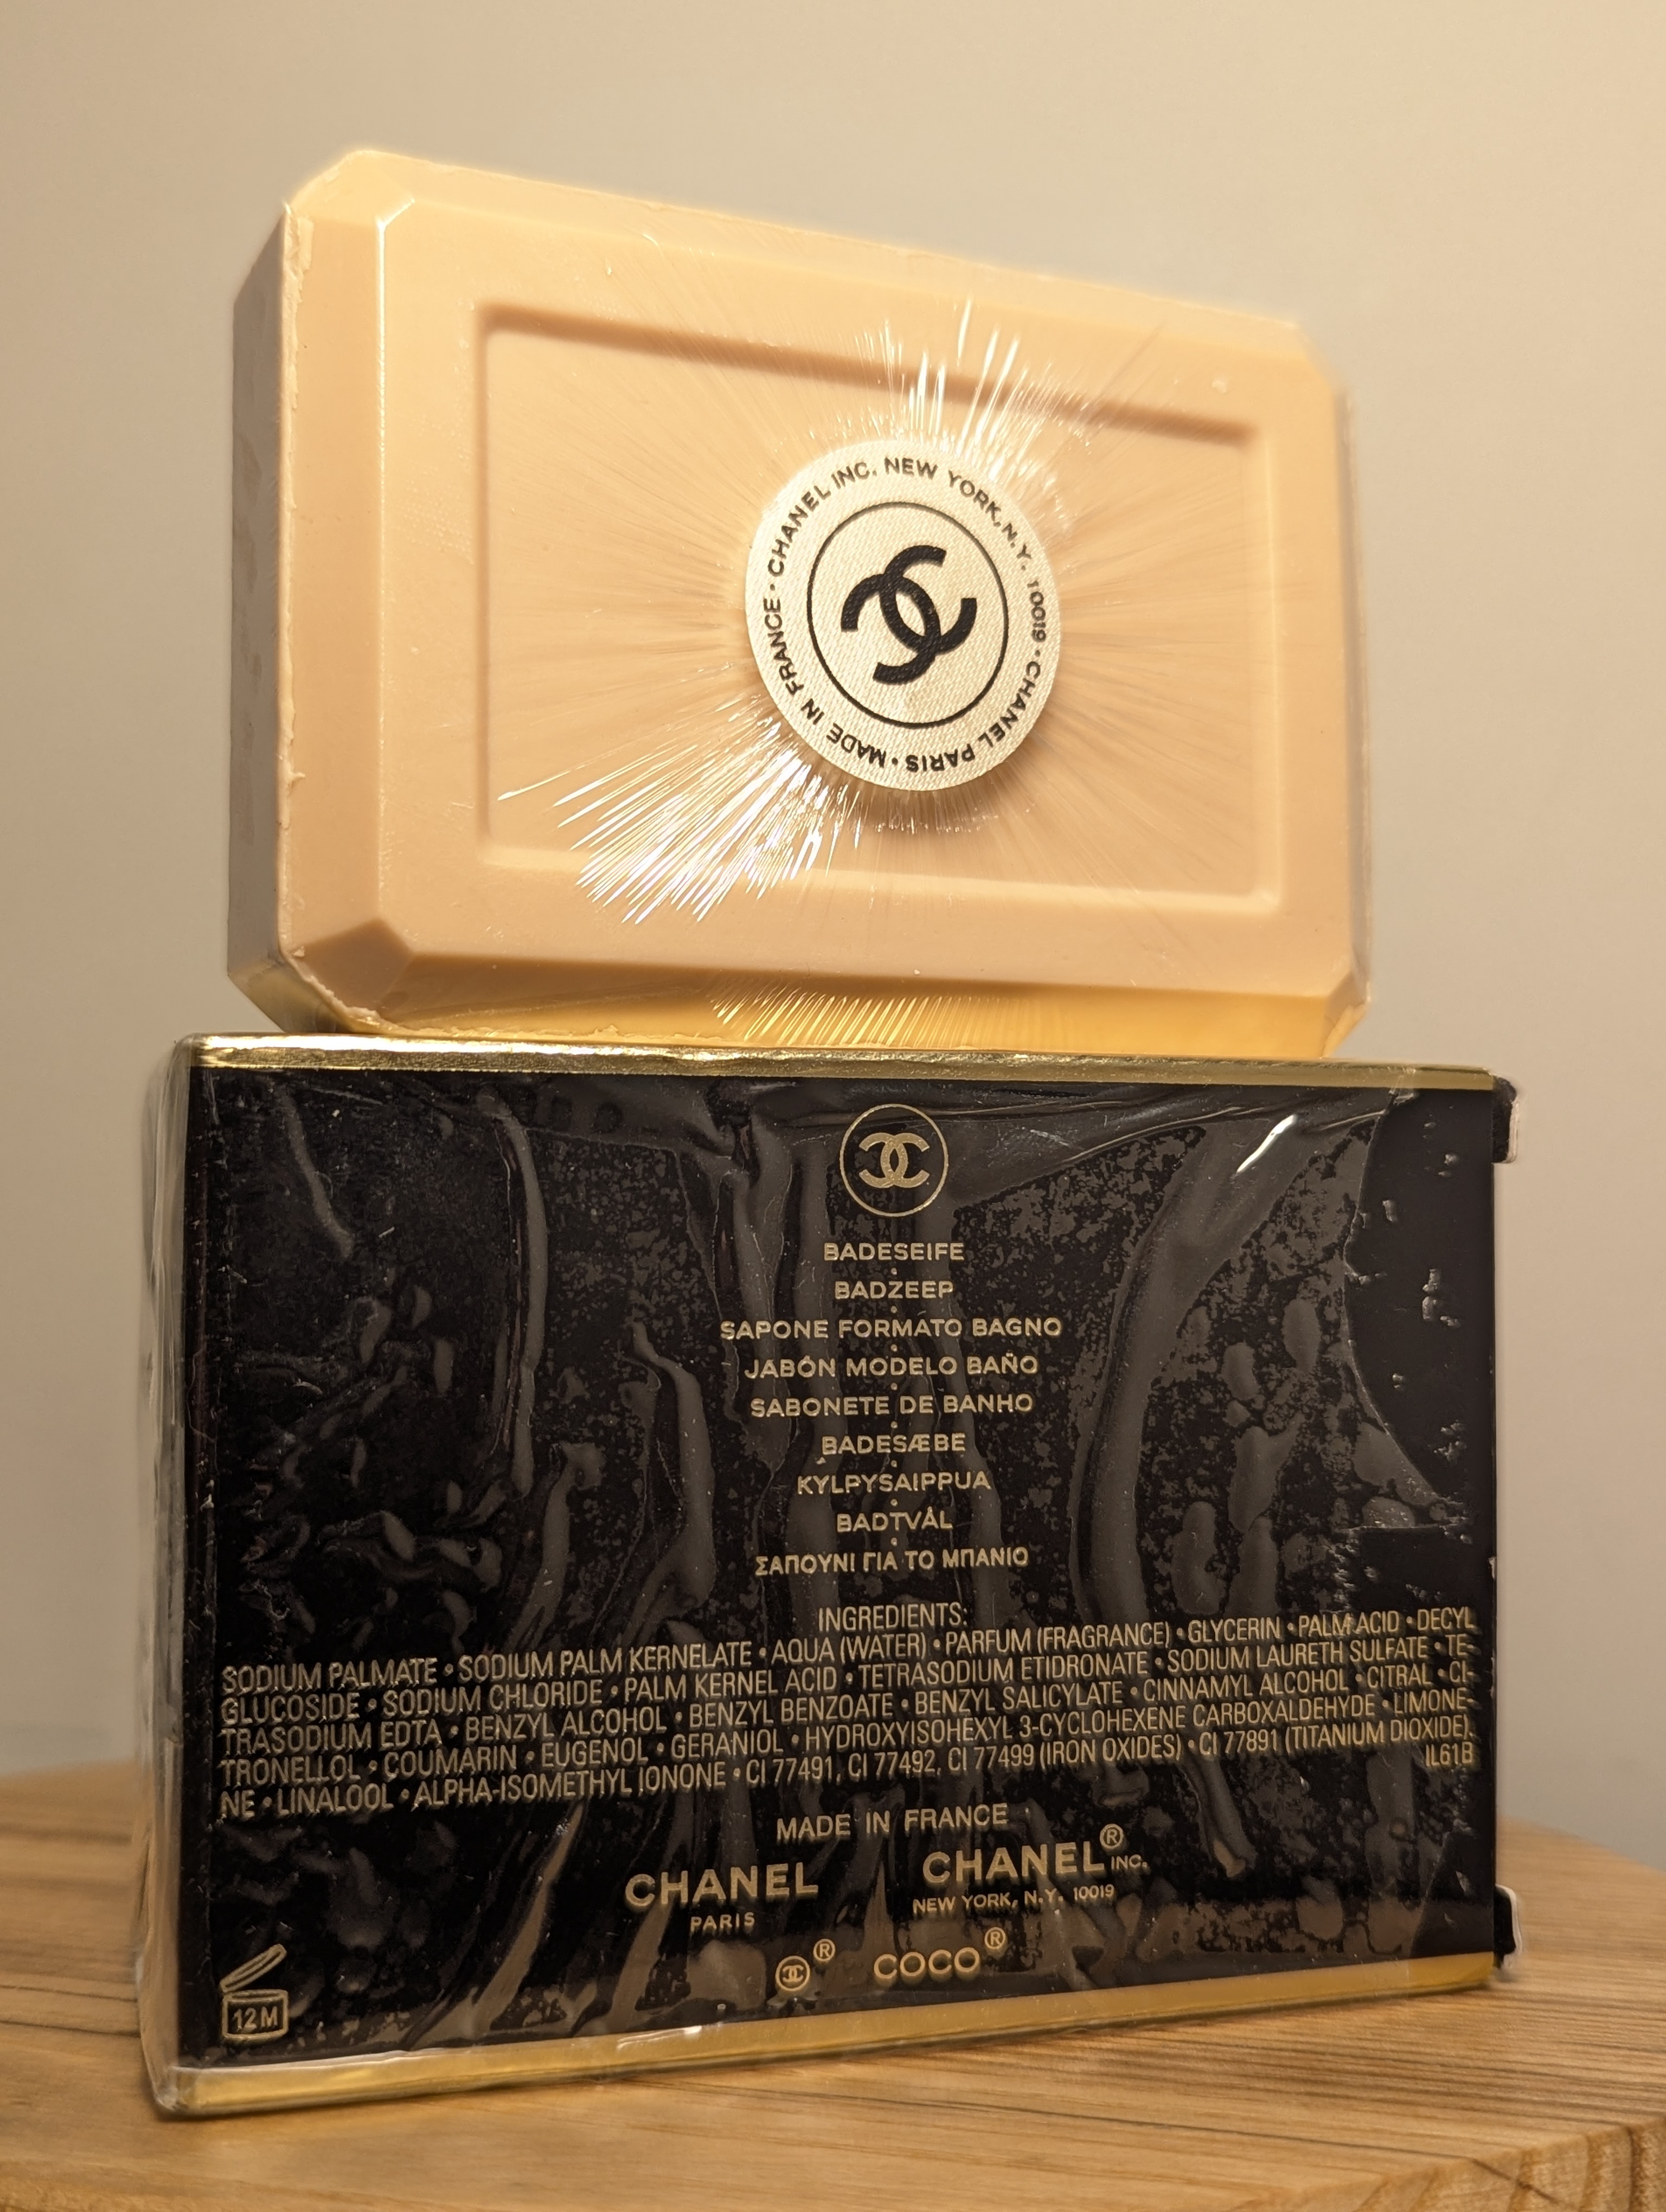 CHANEL INC. NEW YORK, N.Y. 10019 • CHANEL PARIS • MADE IN FRANCE •
BADESEIFE
BADZEEP
SAPONE FORMATO BAGNO
JABÓN MODELO BAÑO
SABONETE DE BANHO
BADESÆBE
KYLPYSAIPPUA
BADTVÅL
ΣΑΠΟΥΝΙ ΓΙΑ ΤΟ ΜΠΑΝΙΟ
INGREDIENTS:
SODIUM PALMATE • SODIUM PALM KERNELATE • AQUA (WATER) • PARFUM (FRAGRANCE) • GLYCERIN • PALM ACID • DECYL
GLUCOSIDE • SODIUM CHLORIDE • PALM KERNEL ACID • TETRASODIUM ETIDRONATE • SODIUM LAURETH SULFATE • TE-
TRASODIUM EDTA • BENZYL ALCOHOL • BENZYL BENZOATE • BENZYL SALICYLATE • CINNAMYL ALCOHOL • CITRAL • CI-
TRONELLOL • COUMARIN • EUGENOL • GERANIOL • HYDROXYISOHEXYL 3-CYCLOHEXENE CARBOXALDEHYDE • LIMONE-
NE • LINALOOL • ALPHA-ISOMETHYL IONONE • CI 77491, CI 77492, CI 77499 (IRON OXIDES) • CI 77891 (TITANIUM DIOXIDE).
IL61B
MADE IN FRANCE
CHANEL CHANEL® INC.
PARIS NEW YORK, N.Y. 10019
® COCO®
12M